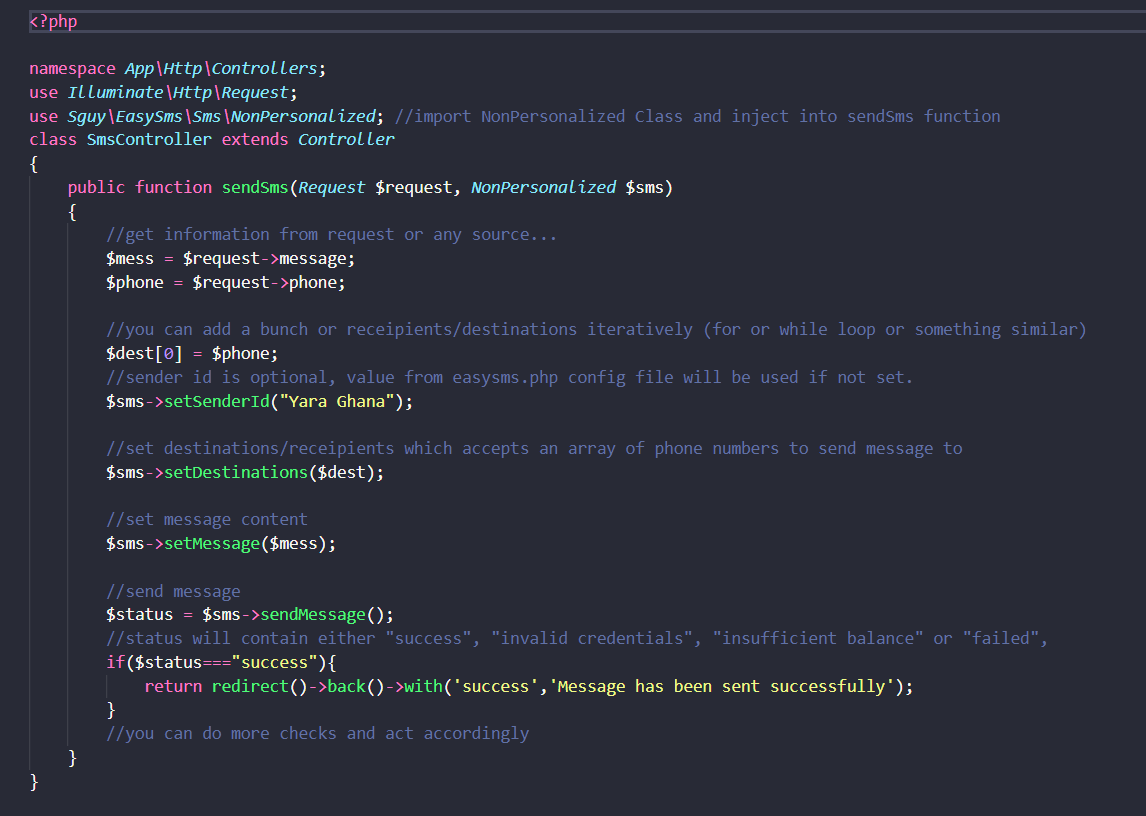 <?php
namespace App\Http\Controllers;
use Illuminate\Http\Request;
use Sguy\EasySms\Sms\NonPersonalized; //import NonPersonalized Class and inject into sendSms function
class SmsController extends Controller
{
    public function sendSms(Request $request, NonPersonalized $sms)
    {
        //get information from request or any source...
        $mess = $request->message;
        $phone = $request->phone;
        //you can add a bunch or receipients/destinations iteratively (for or while loop or something similar)
        $dest[0] = $phone;
        //sender id is optional, value from easysms.php config file will be used if not set.
        $sms->setSenderId("Yara Ghana");
        //set destinations/receipients which accepts an array of phone numbers to send message to
        $sms->setDestinations($dest);
        //set message content
        $sms->setMessage($mess);
        //send message
        $status = $sms->sendMessage();
        //status will contain either "success", "invalid credentials", "insufficient balance" or "failed",
        if($status==="success"){
            return redirect()->back()->with('success','Message has been sent successfully');
        }
        //you can do more checks and act accordingly
    }
}